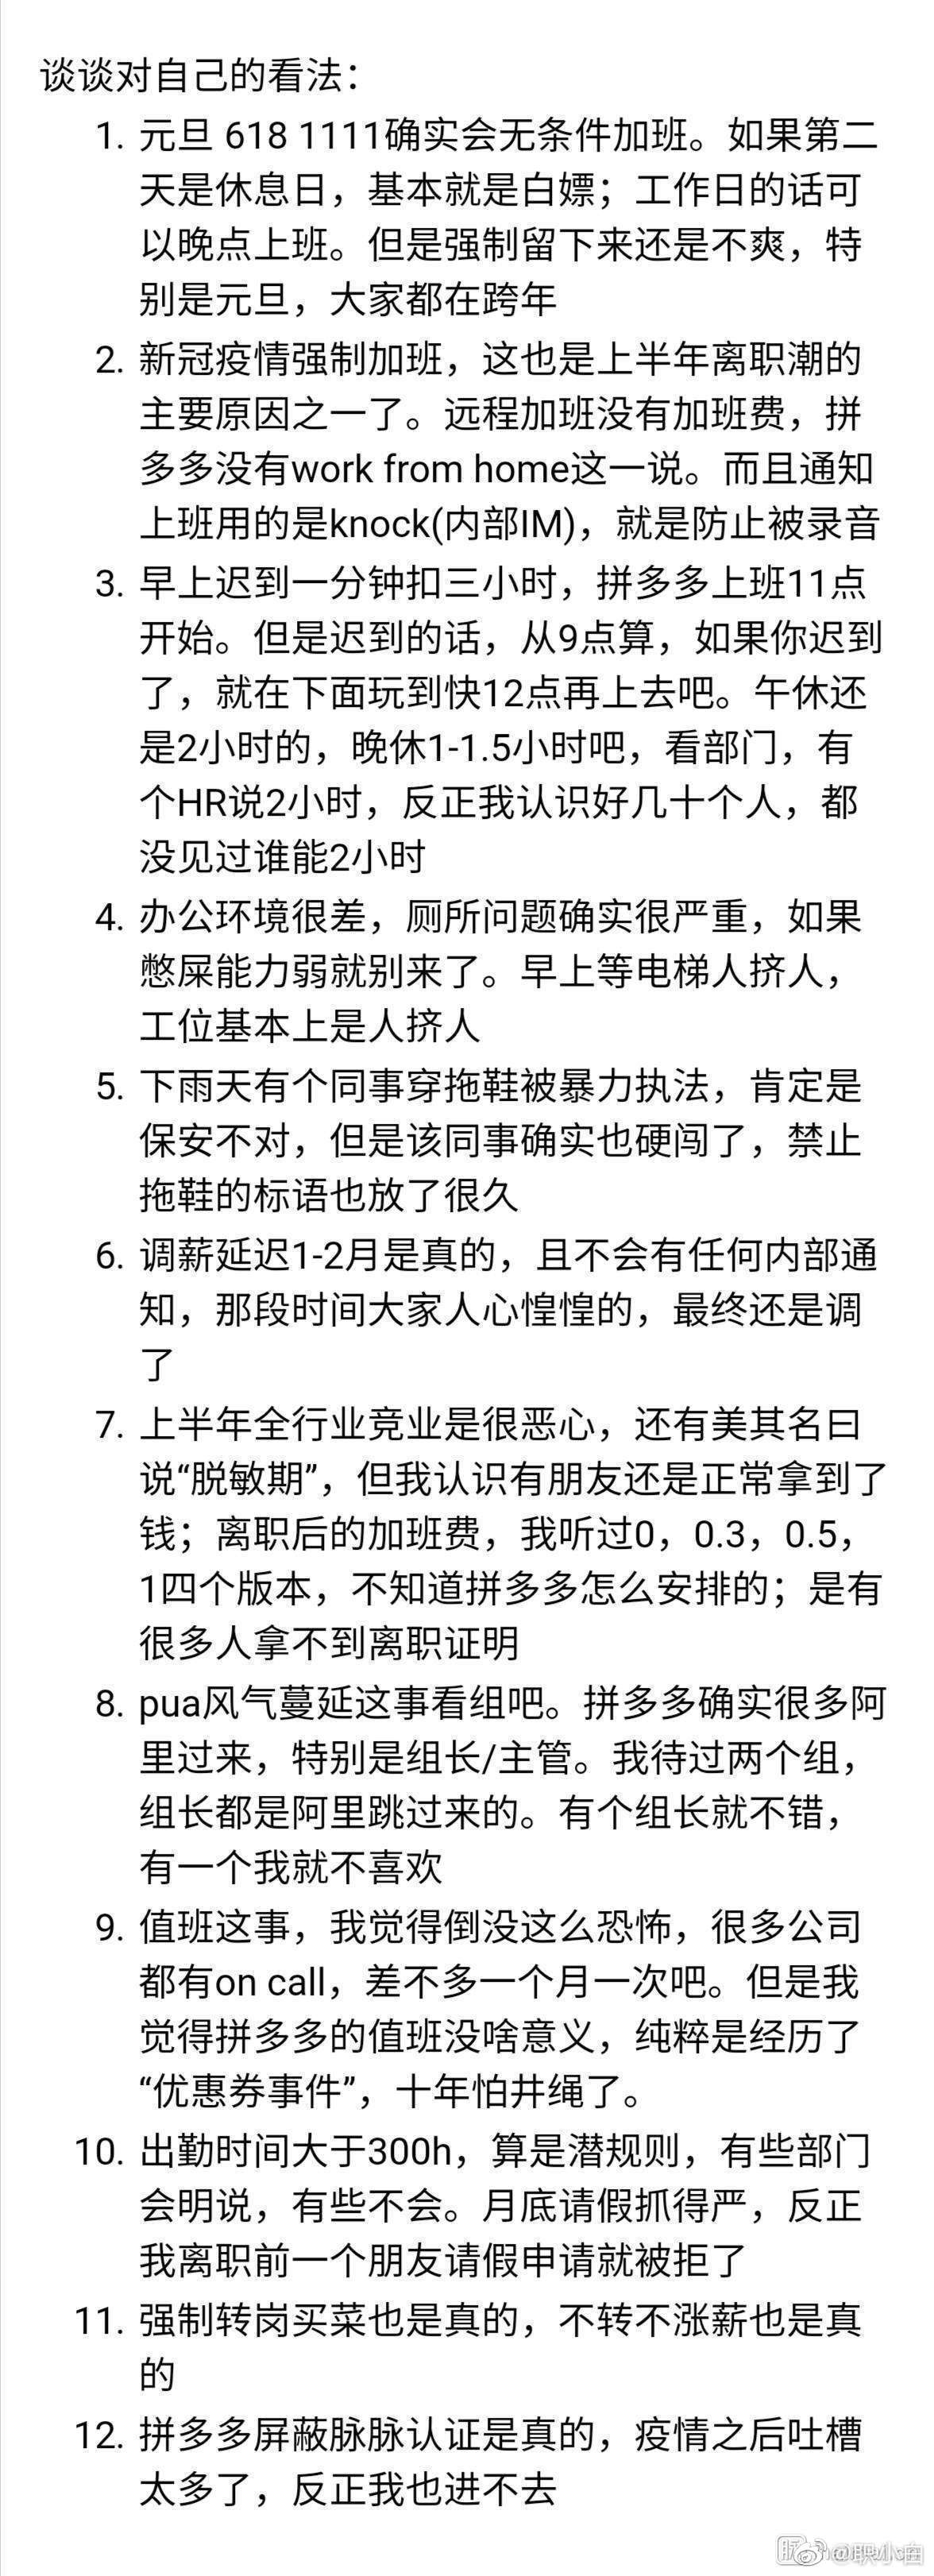 谈谈对自己的看法：
1. 元旦 618 1111确实会无条件加班。如果第二
天是休息日，基本就是白嫖；工作日的话可
以晚点上班。但是强制留下来还是不爽，特
别是元旦，大家都在跨年
2. 新冠疫情强制加班，这也是上半年离职潮的
主要原因之一了。远程加班没有加班费，拼
多多没有work from home这一说。而且通知
上班用的是knock(内部IM)，就是防止被录音
3. 早上迟到一分钟扣三小时，拼多多上班11点
开始。但是迟到的话，从9点算，如果你迟到
了，就在下面玩到快12点再上去吧。午休还
是2小时的，晚休1-1.5小时吧，看部门，有
个HR说2小时，反正我认识好几十个人，都
没见过谁能2小时
4. 办公环境很差，厕所问题确实很严重，如果
憋屎能力弱就别来了。早上等电梯人挤人，
工位基本上是人挤人
5. 下雨天有个同事穿拖鞋被暴力执法，肯定是
保安不对，但是该同事确实也硬闯了，禁止
拖鞋的标语也放了很久
6. 调薪延迟1-2月是真的，且不会有任何内部通
知，那段时间大家人心惶惶的，最终还是调
了
7. 上半年全行业竞业是很恶心，还有美其名曰
说“脱敏期”，但我认识有朋友还是正常拿到了
钱；离职后的加班费，我听过0，0.3，0.5，
1四个版本，不知道拼多多怎么安排的；是有
很多人拿不到离职证明
8. pua风气蔓延这事看组吧。拼多多确实很多阿
里过来，特别是组长/主管。我待过两个组，
组长都是阿里跳过来的。有个组长就不错，
有一个我就不喜欢
9. 值班这事，我觉得倒没这么恐怖，很多公司
都有on call，差不多一个月一次吧。但是我
觉得拼多多的值班没啥意义，纯粹是经历了
“优惠券事件”，十年怕井绳了。
10. 出勤时间大于300h，算是潜规则，有些部门
会明说，有些不会。月底请假抓得严，反正
我离职前一个朋友请假申请就被拒了
11. 强制转岗买菜也是真的，不转不涨薪也是真
的
12. 拼多多屏蔽脉脉认证是真的，疫情之后吐槽
太多了，反正我也进不去
@职小白